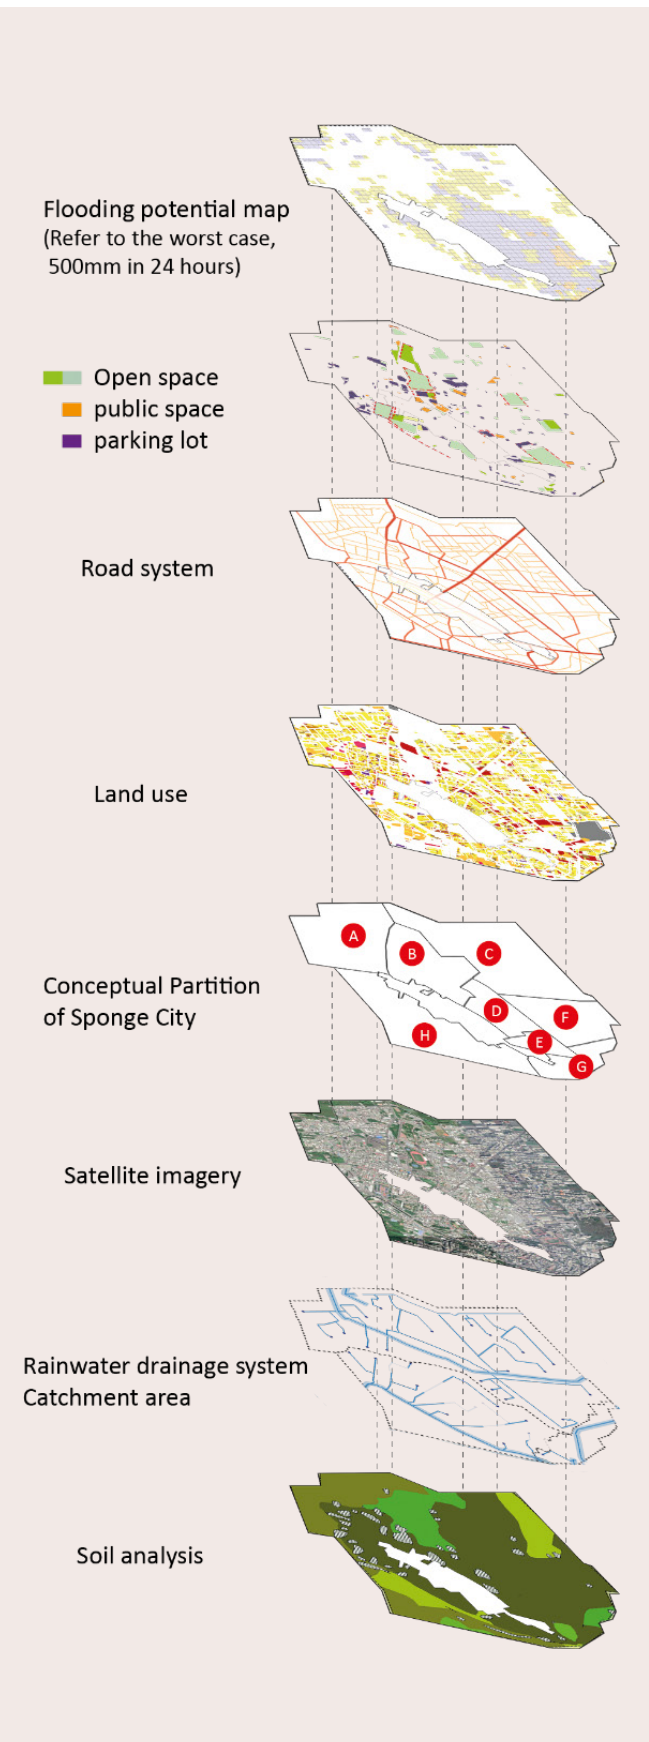 Flooding potential map
(Refer to the worst case,
500mm in 24 hours)
Open space
public space
parking lot
Road system
Land use
A
B
C
Conceptual Partition
of Sponge City
D
F
H
E
G
Satellite imagery
Rainwater drainage system
Catchment area
Soil analysis